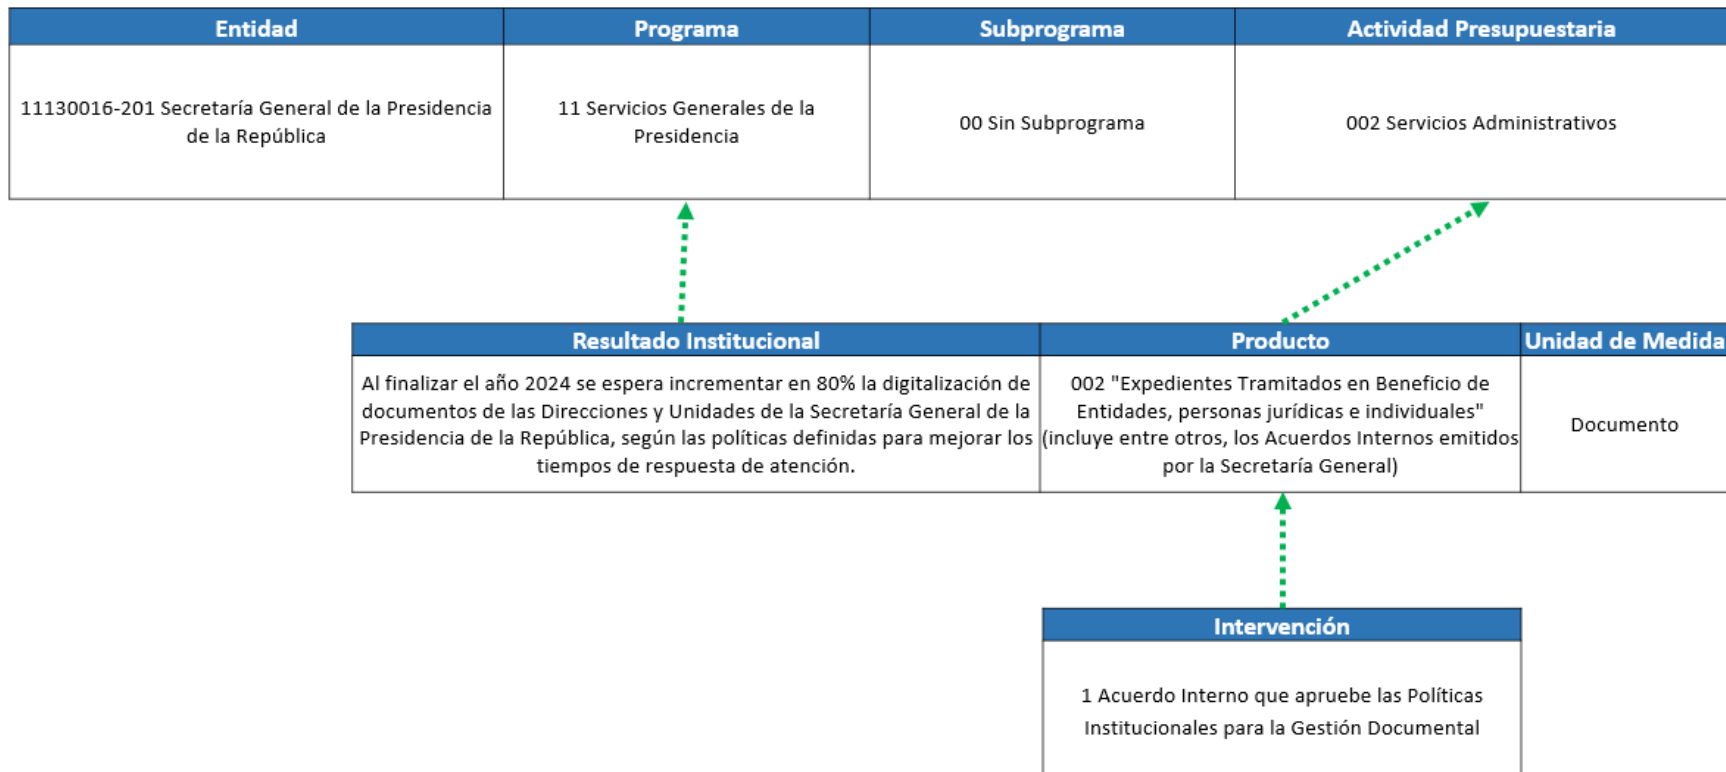 Entidad
Programa
Subprograma
Actividad Presupuestaria
11130016-201 Secretaría General de la Presidencia
de la República
11 Servicios Generales de la
Presidencia
00 Sin Subprograma
002 Servicios Administrativos
Resultado Institucional
Producto
Unidad de Medida
Al finalizar el año 2024 se espera incrementar en 80% la digitalización de
documentos de las Direcciones y Unidades de la Secretaría General de la
Presidencia de la República, según las políticas definidas para mejorar los
tiempos de respuesta de atención.
002 "Expedientes Tramitados en Beneficio de
Entidades, personas jurídicas e individuales"
(incluye entre otros, los Acuerdos Internos emitidos
por la Secretaría General)
Documento
Intervención
1 Acuerdo Interno que apruebe las Políticas
Institucionales para la Gestión Documental